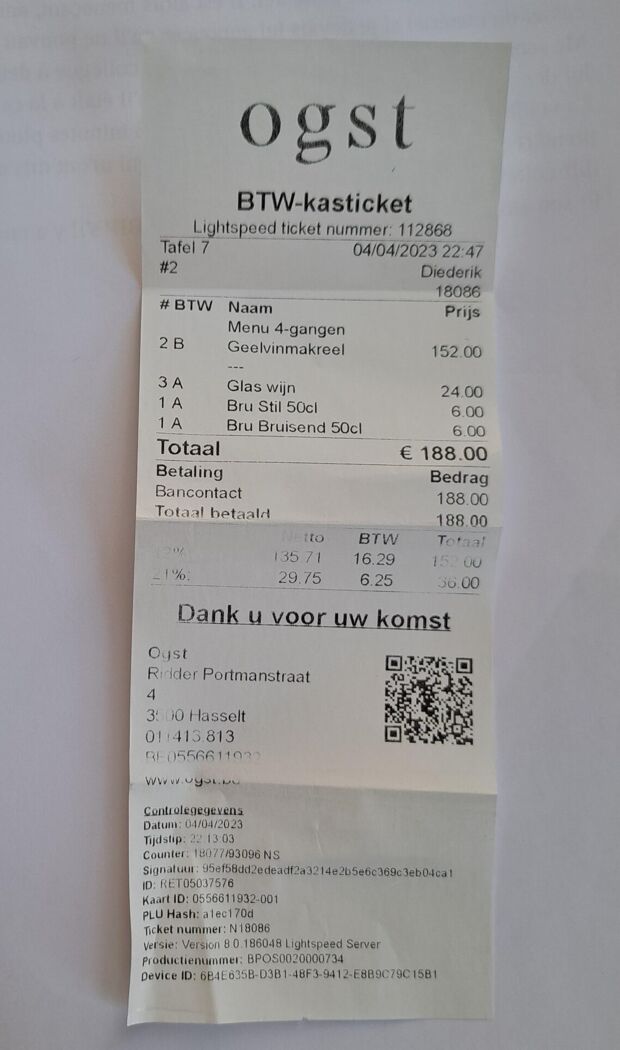 ogst
BTW-kasticket
Lightspeed ticket nummer: 112868
Tafel 7 04/04/2023 22:47
#2 Diederik
18086
# BTW Naam Prijs
Menu 4-gangen
2 B Geelvinmakreel 152.00
---
3 A Glas wijn 24.00
1 A Bru Stil 50cl 6.00
1 A Bru Bruisend 50cl 6.00
Totaal € 188.00
Betaling Bedrag
Bancontact 188.00
Totaal betaald 188.00
Netto BTW Totaal
12% 135.71 16.29 152.00
21%: 29.75 6.25 36.00
Dank u voor uw komst
Ogst
Ridder Portmanstraat
4
3500 Hasselt
www.ogst.be
Controlegegevens
Datum: 04/04/2023
Tijdstip: 22:13:03
Counter: 18077/93096 NS
Signatuur: 95ef58dd2edeadf2a3214e2b5e6c369c3eb04ca1
ID: RET05037576
Kaart ID: 0556611932-001
PLU Hash: a1ec170d
Ticket nummer: N18086
Versie: Version 8.0.186048 Lightspeed Server
Productienummer: BPOS0020000734
Device ID: 6B4E635B-D3B1-48F3-9412-E8B9C79C15B1